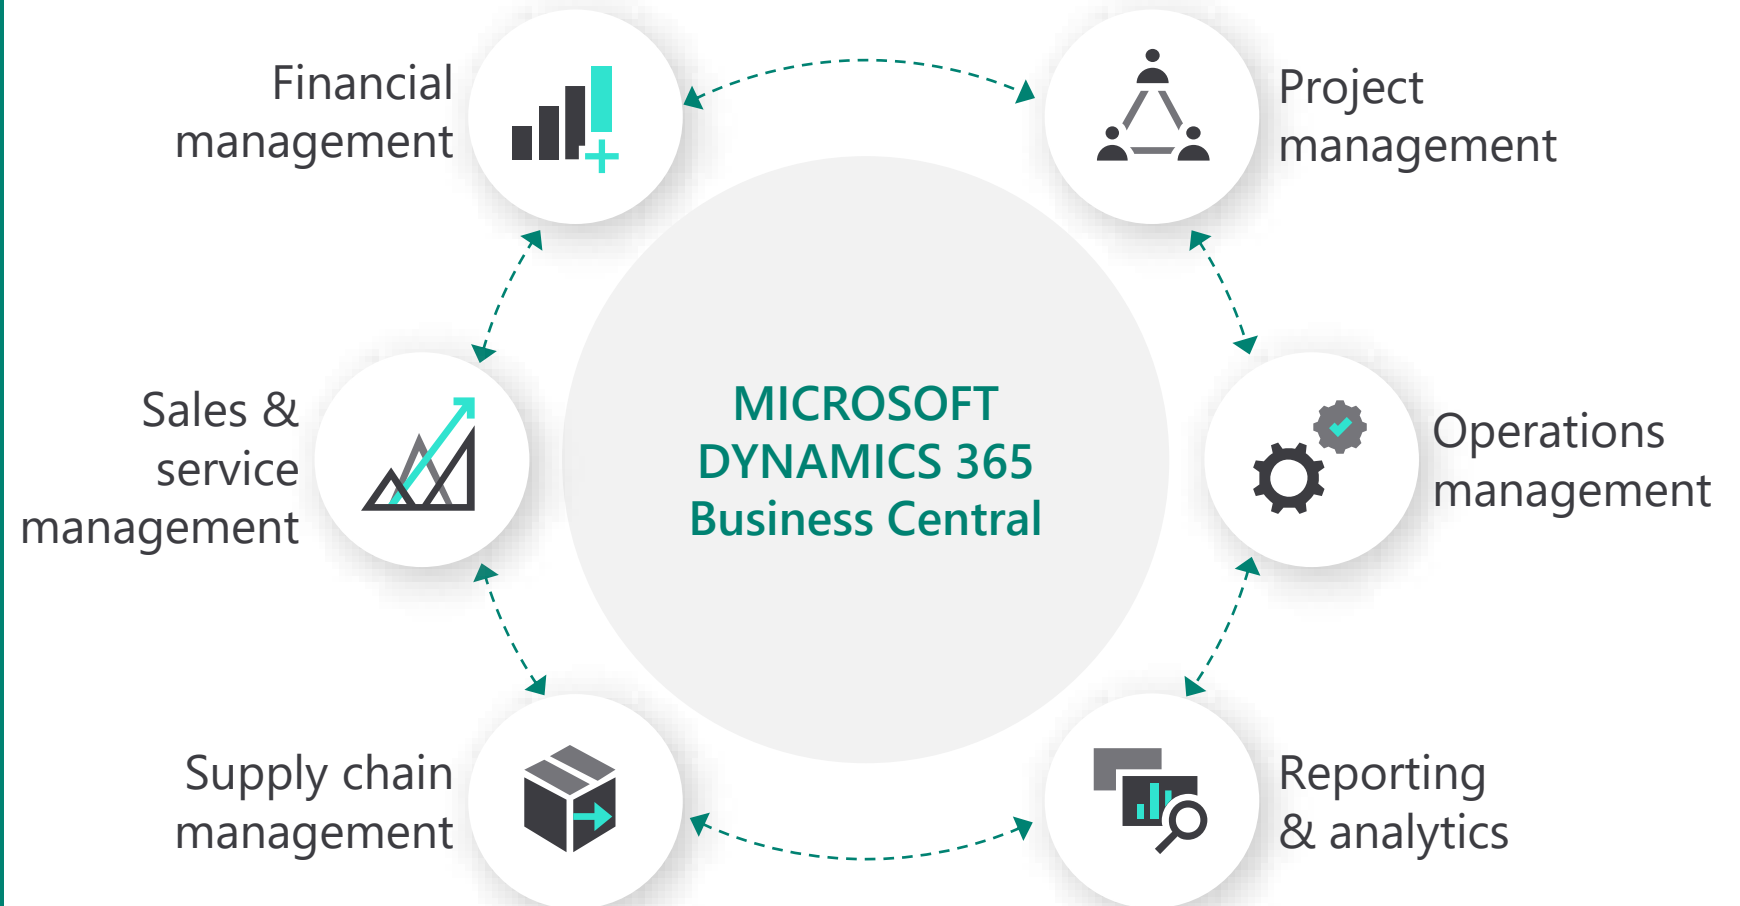 Financial
management
Project
management
Sales &
service
management
MICROSOFT
DYNAMICS 365
Business Central
Operations
management
Supply chain
management
Reporting
& analytics